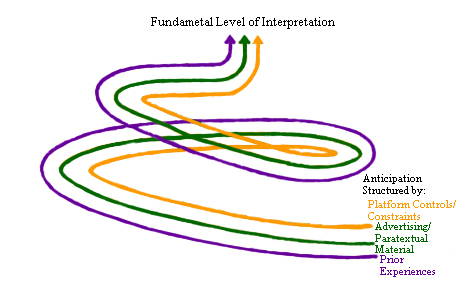 Fundametal Level of Interpretation
Anticipation
Structured by:
Platform Controls/
Constraints
Advertising/
Paratextual
Material
Prior
Experiences